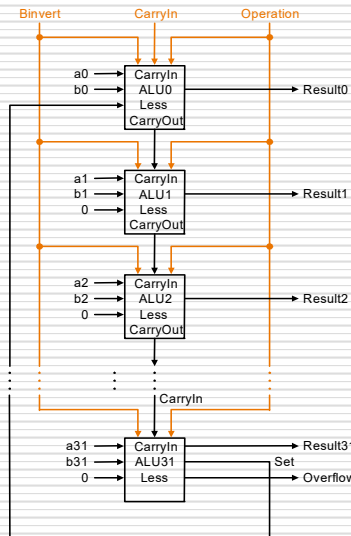 Binvert CarryIn Operation
a0 CarryIn
b0 ALU0 Result0
Less
CarryOut
a1 CarryIn
b1 ALU1 Result1
0 Less
CarryOut
a2 CarryIn
b2 ALU2 Result2
0 Less
CarryOut
CarryIn
a31 CarryIn Result31
b31 ALU31 Set
0 Less Overflow